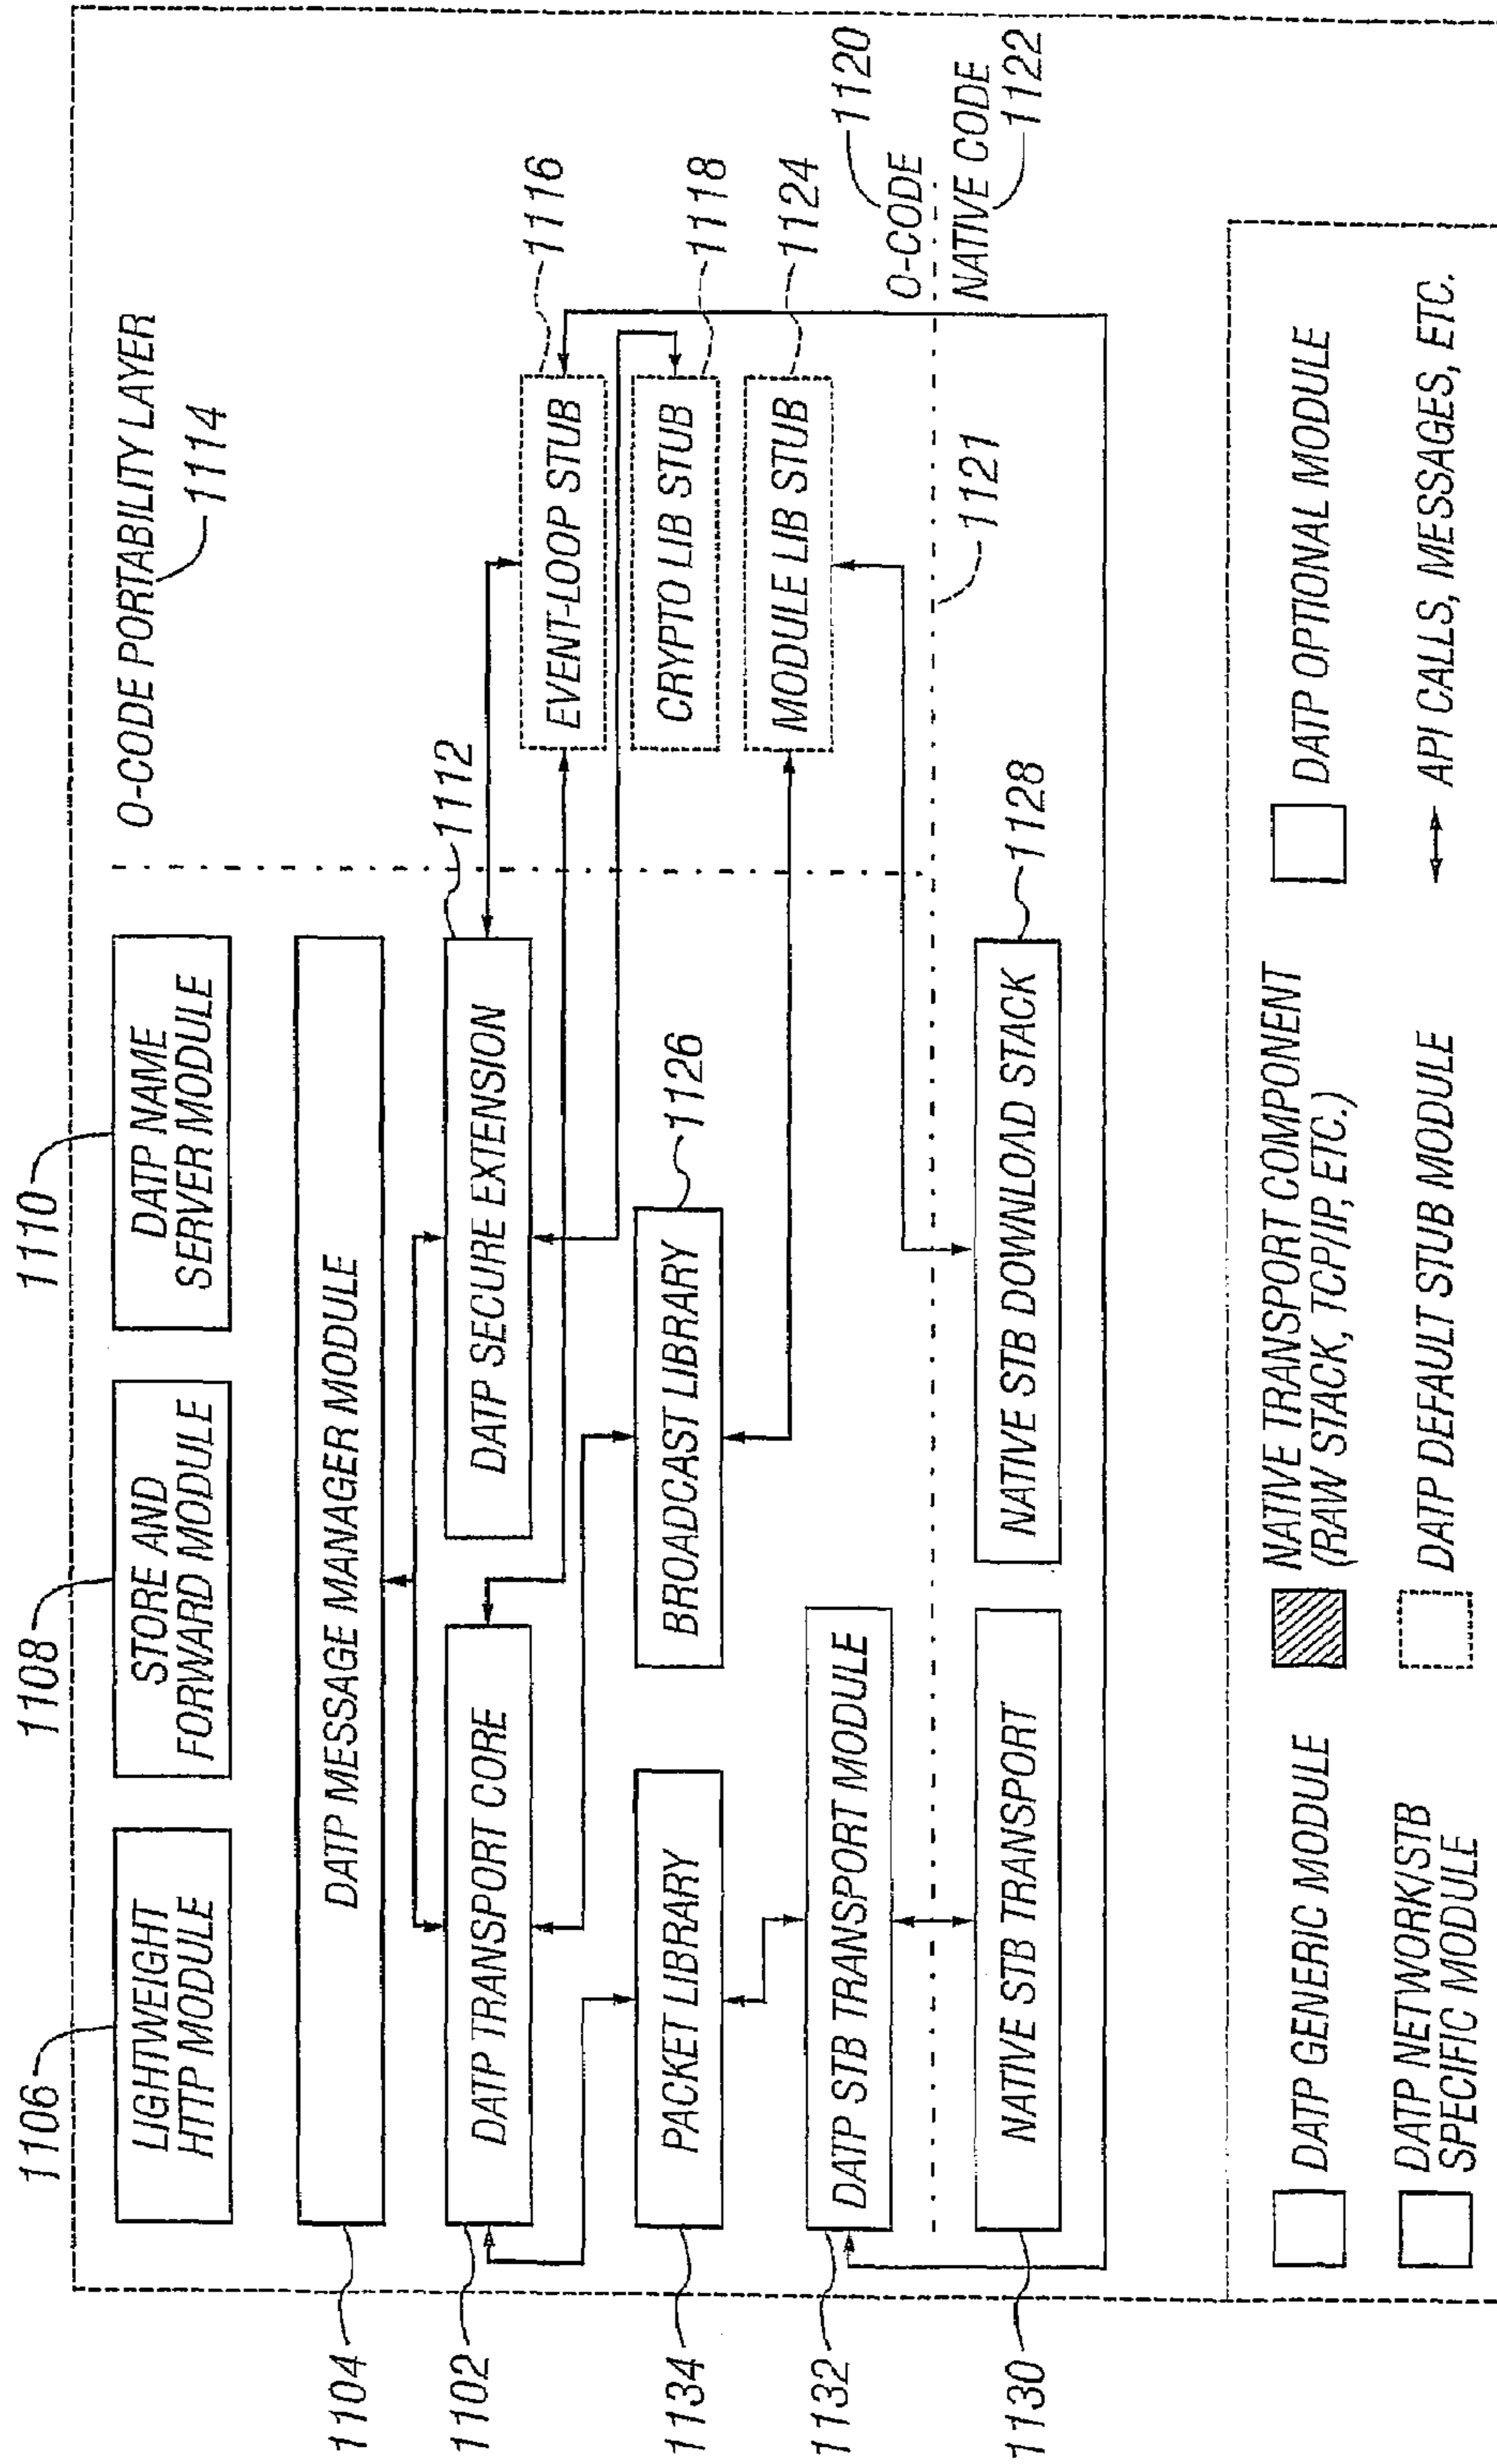 1106
1108
1110
LIGHTWEIGHT
HTTP MODULE
STORE AND
FORWARD MODULE
DATP NAME
SERVER MODULE
O-CODE PORTABILITY LAYER
1114
1104
DATP MESSAGE MANAGER MODULE
1102
DATP TRANSPORT CORE
DATP SECURE EXTENSION
1112
EVENT-LOOP STUB
1116
1134
PACKET LIBRARY
BROADCAST LIBRARY
1126
CRYPTO LIB STUB
1118
MODULE LIB STUB
1124
1132
DATP STB TRANSPORT MODULE
O-CODE
1120
NATIVE CODE
1122
1121
1130
NATIVE STB TRANSPORT
NATIVE STB DOWNLOAD STACK
1128
DATP GENERIC MODULE
NATIVE TRANSPORT COMPONENT
(RAW STACK, TCP/IP, ETC.)
DATP OPTIONAL MODULE
DATP NETWORK/STB
SPECIFIC MODULE
DATP DEFAULT STUB MODULE
API CALLS, MESSAGES, ETC.